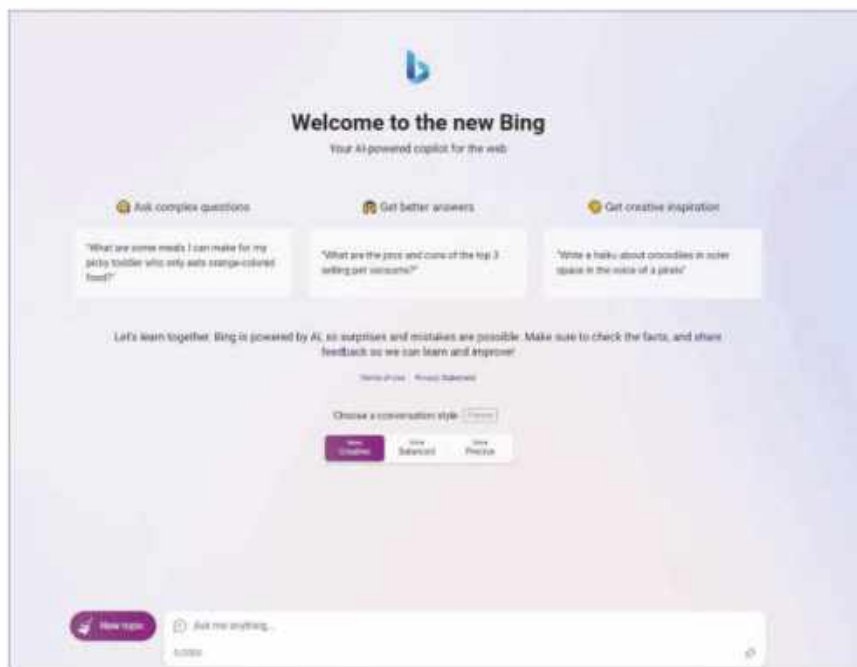 Welcome to the new Bing
Your AI-powered copilot for the web
Ask complex questions
Get better answers
Get creative inspiration
"What are some meals I can make for my
picky toddler who only eats orange-colored
food?"
"What are the pros and cons of the top 3
selling pet vacuums?"
"Write a haiku about crocodiles in outer
space in the voice of a pirate"
Let's learn together. Bing is powered by AI, so surprises and mistakes are possible. Make sure to check the facts, and share
feedback so we can learn and improve!
Terms of Use Privacy Statement
Choose a conversation style Preview
More
Creative
More
Balanced
More
Precise
New topic
Ask me anything...